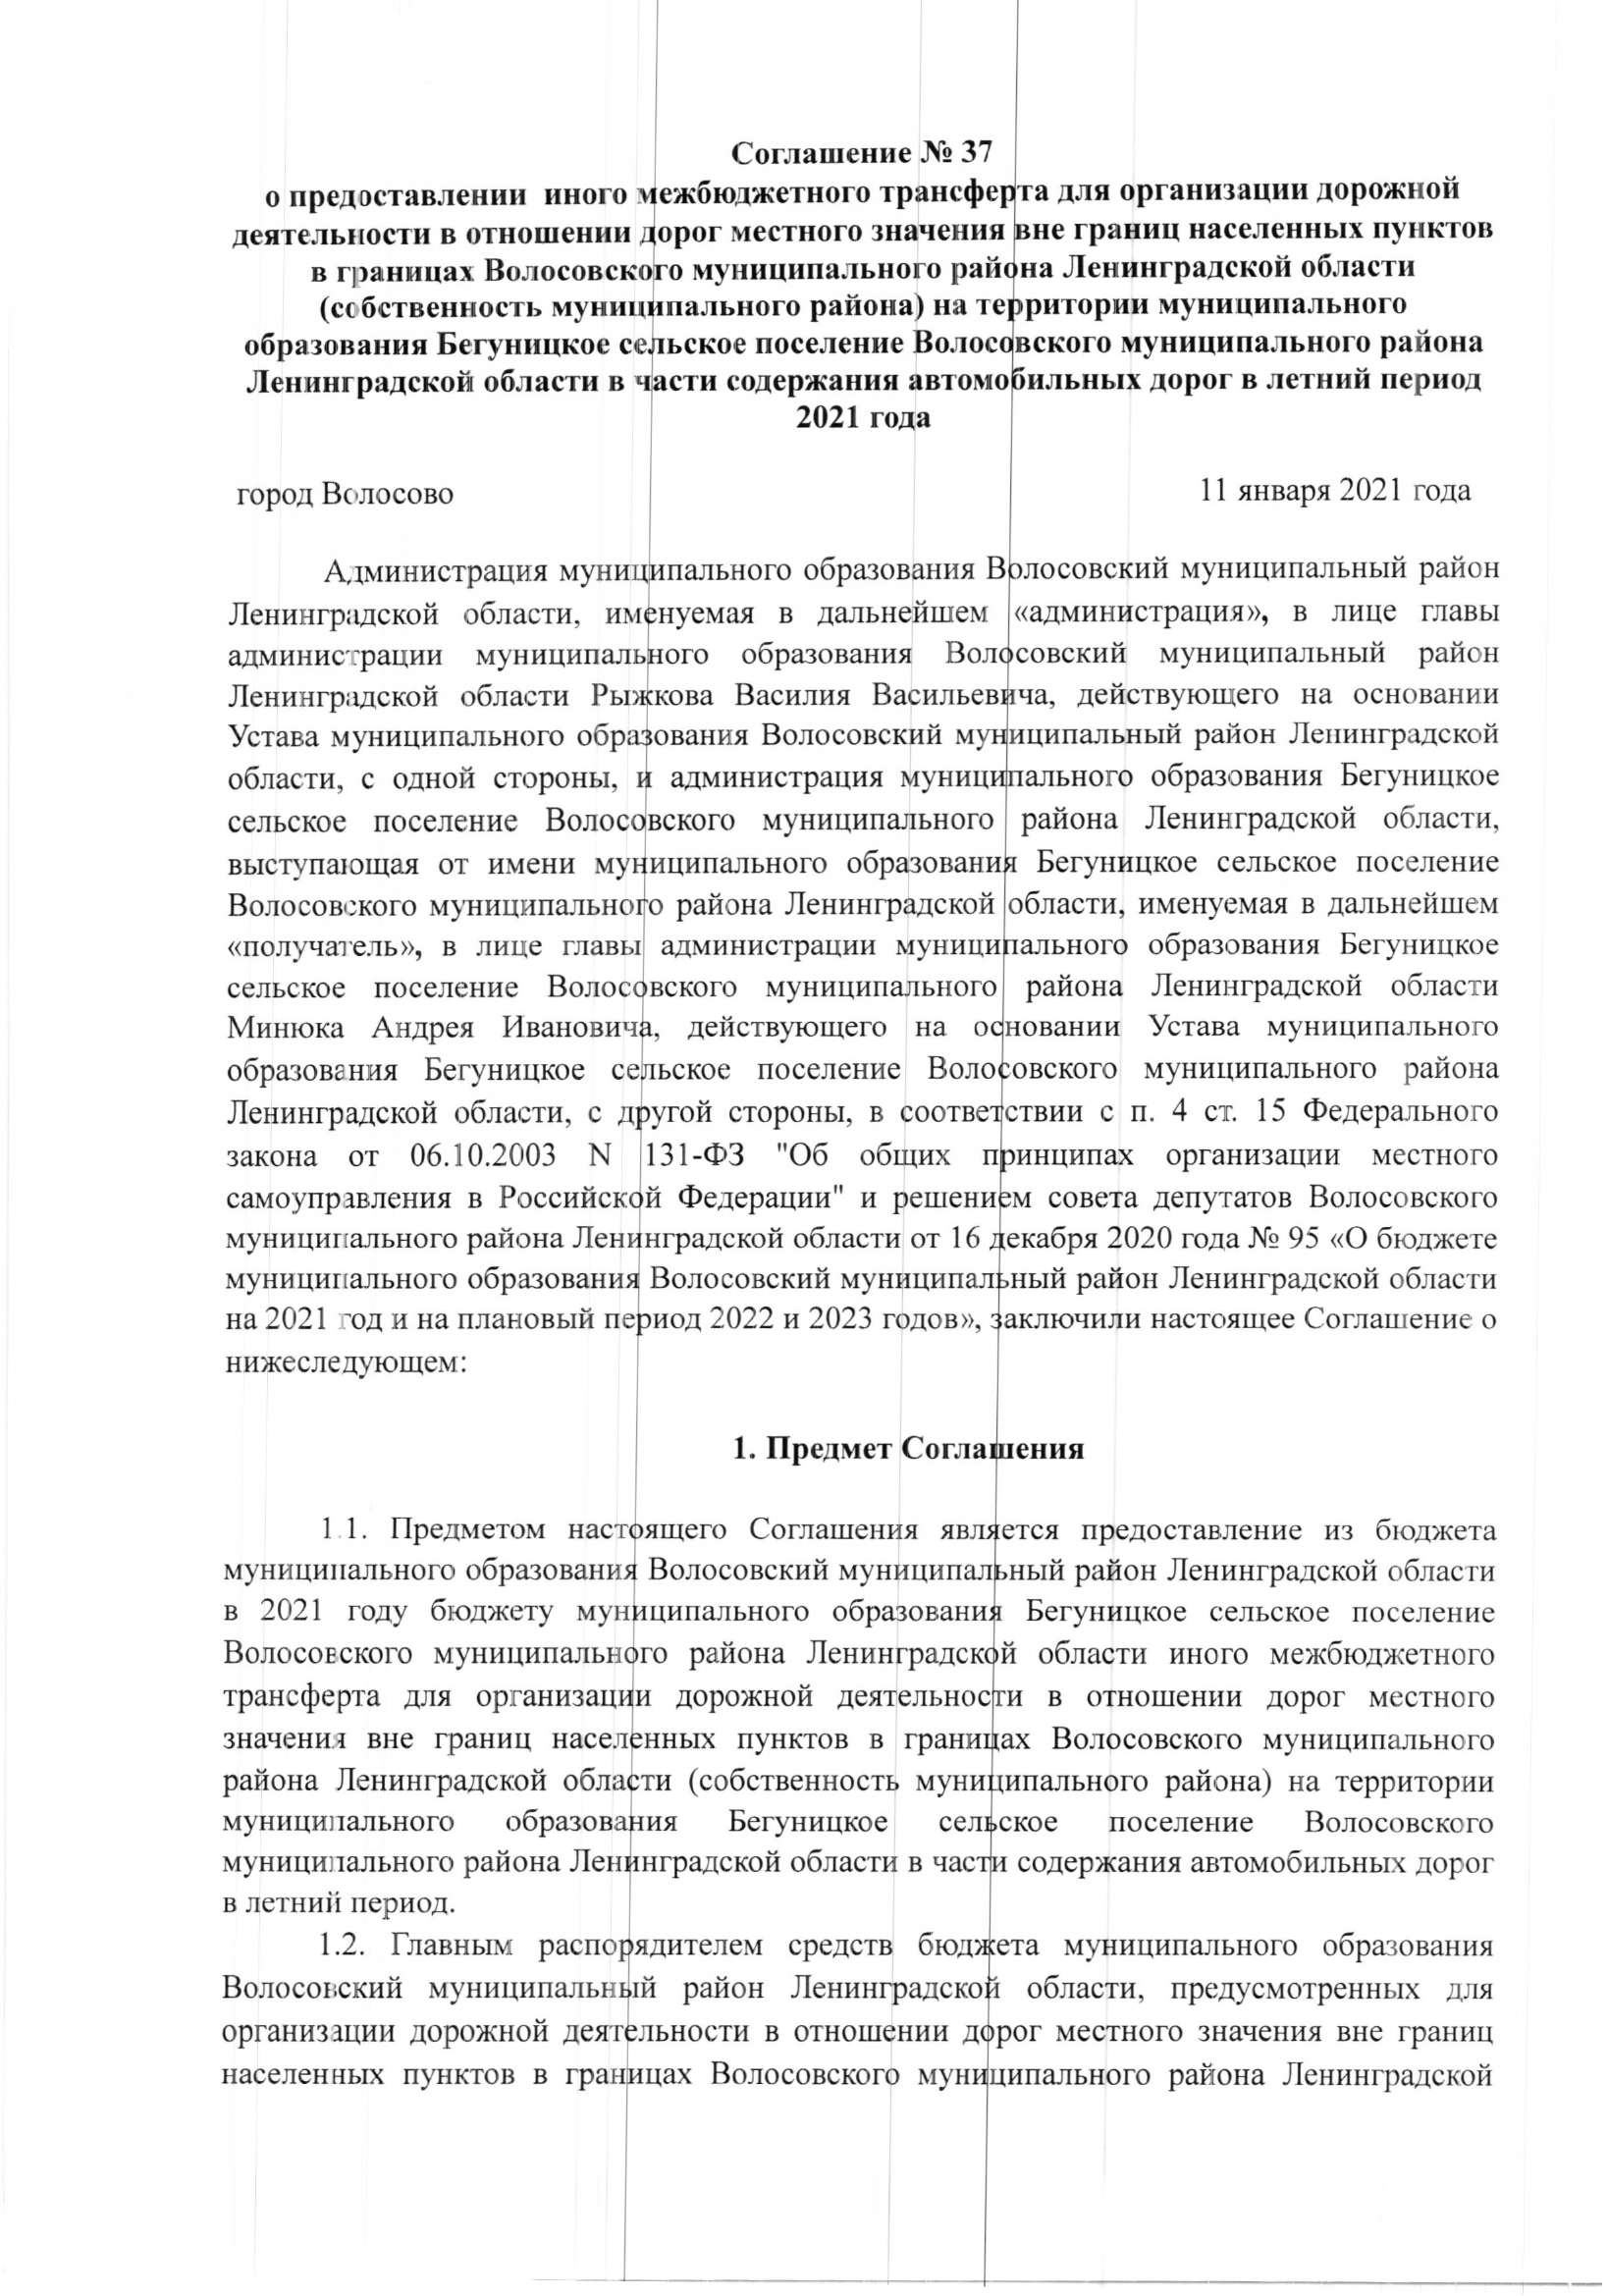 Соглашение № 37
о предоставлении иного межбюджетного трансферта для организации дорожной
деятельности в отношении дорог местного значения вне границ населенных пунктов
в границах Волосовского муниципального района Ленинградской области
(собственность муниципального района) на территории муниципального
образования Бегуницкое сельское поселение Волосовского муниципального района
Ленинградской области в части содержания автомобильных дорог в летний период
2021 года
город Волосово 11 января 2021 года
Администрация муниципального образования Волосовский муниципальный район
Ленинградской области, именуемая в дальнейшем «администрация», в лице главы
администрации муниципального образования Волосовский муниципальный район
Ленинградской области Рыжкова Василия Васильевича, действующего на основании
Устава муниципального образования Волосовский муниципальный район Ленинградской
области, с одной стороны, и администрация муниципального образования Бегуницкое
сельское поселение Волосовского муниципального района Ленинградской области,
выступающая от имени муниципального образования Бегуницкое сельское поселение
Волосовского муниципального района Ленинградской области, именуемая в дальнейшем
«получатель», в лице главы администрации муниципального образования Бегуницкое
сельское поселение Волосовского муниципального района Ленинградской области
Минюка Андрея Ивановича, действующего на основании Устава муниципального
образования Бегуницкое сельское поселение Волосовского муниципального района
Ленинградской области, с другой стороны, в соответствии с п. 4 ст. 15 Федерального
закона от 06.10.2003 N 131-ФЗ "Об общих принципах организации местного
самоуправления в Российской Федерации" и решением совета депутатов Волосовского
муниципального района Ленинградской области от 16 декабря 2020 года № 95 «О бюджете
муниципального образования Волосовский муниципальный район Ленинградской области
на 2021 год и на плановый период 2022 и 2023 годов», заключили настоящее Соглашение о
нижеследующем:
1. Предмет Соглашения
1.1. Предметом настоящего Соглашения является предоставление из бюджета
муниципального образования Волосовский муниципальный район Ленинградской области
в 2021 году бюджету муниципального образования Бегуницкое сельское поселение
Волосовского муниципального района Ленинградской области иного межбюджетного
трансферта для организации дорожной деятельности в отношении дорог местного
значения вне границ населенных пунктов в границах Волосовского муниципального
района Ленинградской области (собственность муниципального района) на территории
муниципального образования Бегуницкое сельское поселение Волосовского
муниципального района Ленинградской области в части содержания автомобильных дорог
в летний период.
1.2. Главным распорядителем средств бюджета муниципального образования
Волосовский муниципальный район Ленинградской области, предусмотренных для
организации дорожной деятельности в отношении дорог местного значения вне границ
населенных пунктов в границах Волосовского муниципального района Ленинградской